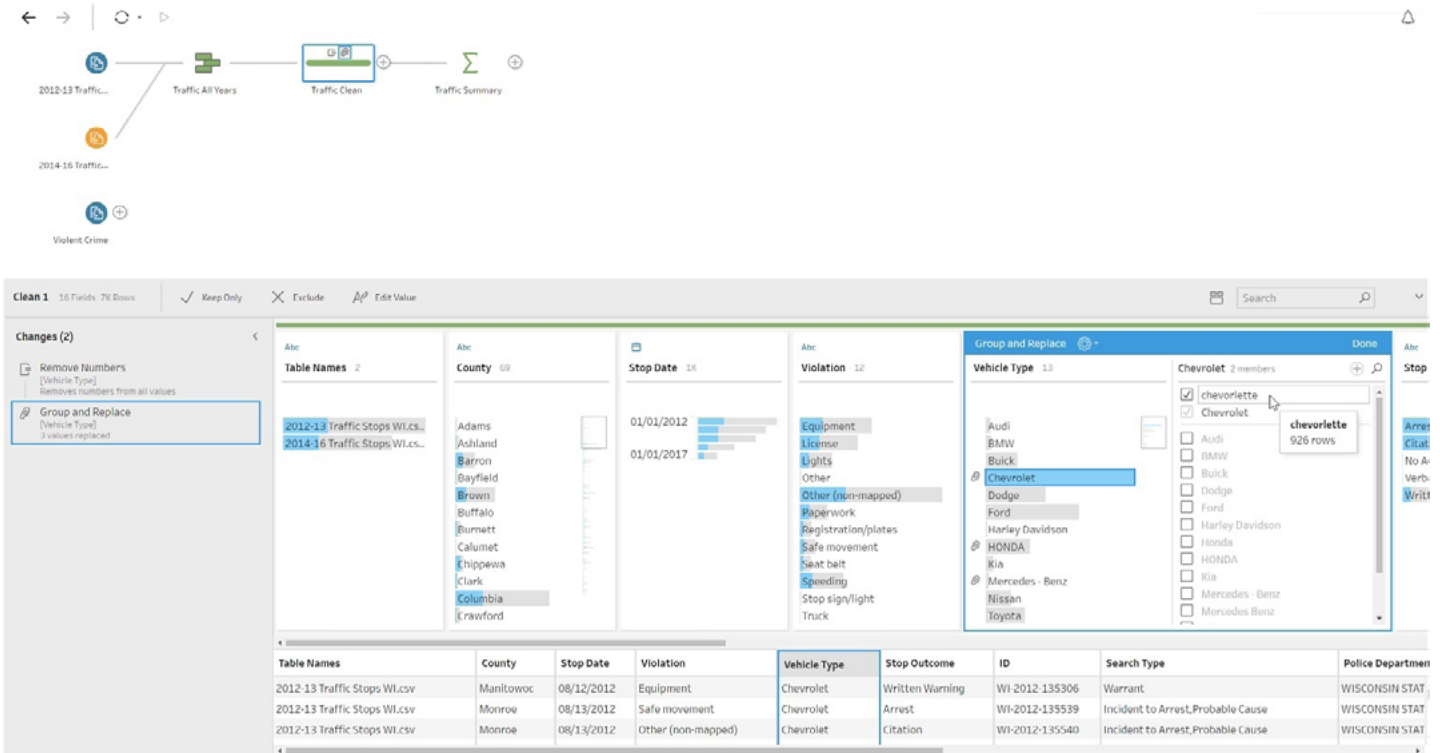 2012-13 Traffic...
Traffic All Years
Traffic Clean
Traffic Summary
2014-16 Traffic...
Violent Crime
Clean 1 16 Fields 7K Rows
Keep Only
Exclude
Edit Value
Search
Changes (2)
Remove Numbers
[Vehicle Type]
Removes numbers from all values
Group and Replace
[Vehicle Type]
3 values replaced
Abc
Table Names 2
2012-13 Traffic Stops WI.cs...
2014-16 Traffic Stops WI.cs...
Abc
County 69
Adams
Ashland
Barron
Bayfield
Brown
Buffalo
Burnett
Calumet
Chippewa
Clark
Columbia
Crawford
Stop Date 1K
01/01/2012
01/01/2017
Abc
Violation 12
Equipment
License
Lights
Other
Other (non-mapped)
Paperwork
Registration/plates
Safe movement
Seat belt
Speeding
Stop sign/light
Truck
Group and Replace
Done
Vehicle Type 13
Audi
BMW
Buick
Chevrolet
Dodge
Ford
Harley Davidson
HONDA
Kia
Mercedes - Benz
Nissan
Toyota
Chevrolet 2 members
chevorlette
Chevrolet
Audi
BMW
Buick
Dodge
Ford
Harley Davidson
Honda
HONDA
Kia
Mercedes - Benz
Mercedes Benz
chevorlette
926 rows
Abc
Stop
Arres
Citat
No A
Verb
Writt
Table Names County Stop Date Violation Vehicle Type Stop Outcome ID Search Type Police Departmen
2012-13 Traffic Stops WI.csv Manitowoc 08/12/2012 Equipment Chevrolet Written Warning WI-2012-135306 Warrant WISCONSIN STAT
2012-13 Traffic Stops WI.csv Monroe 08/13/2012 Safe movement Chevrolet Arrest WI-2012-135539 Incident to Arrest,Probable Cause WISCONSIN STAT
2012-13 Traffic Stops WI.csv Monroe 08/13/2012 Other (non-mapped) Chevrolet Citation WI-2012-135540 Incident to Arrest,Probable Cause WISCONSIN STAT